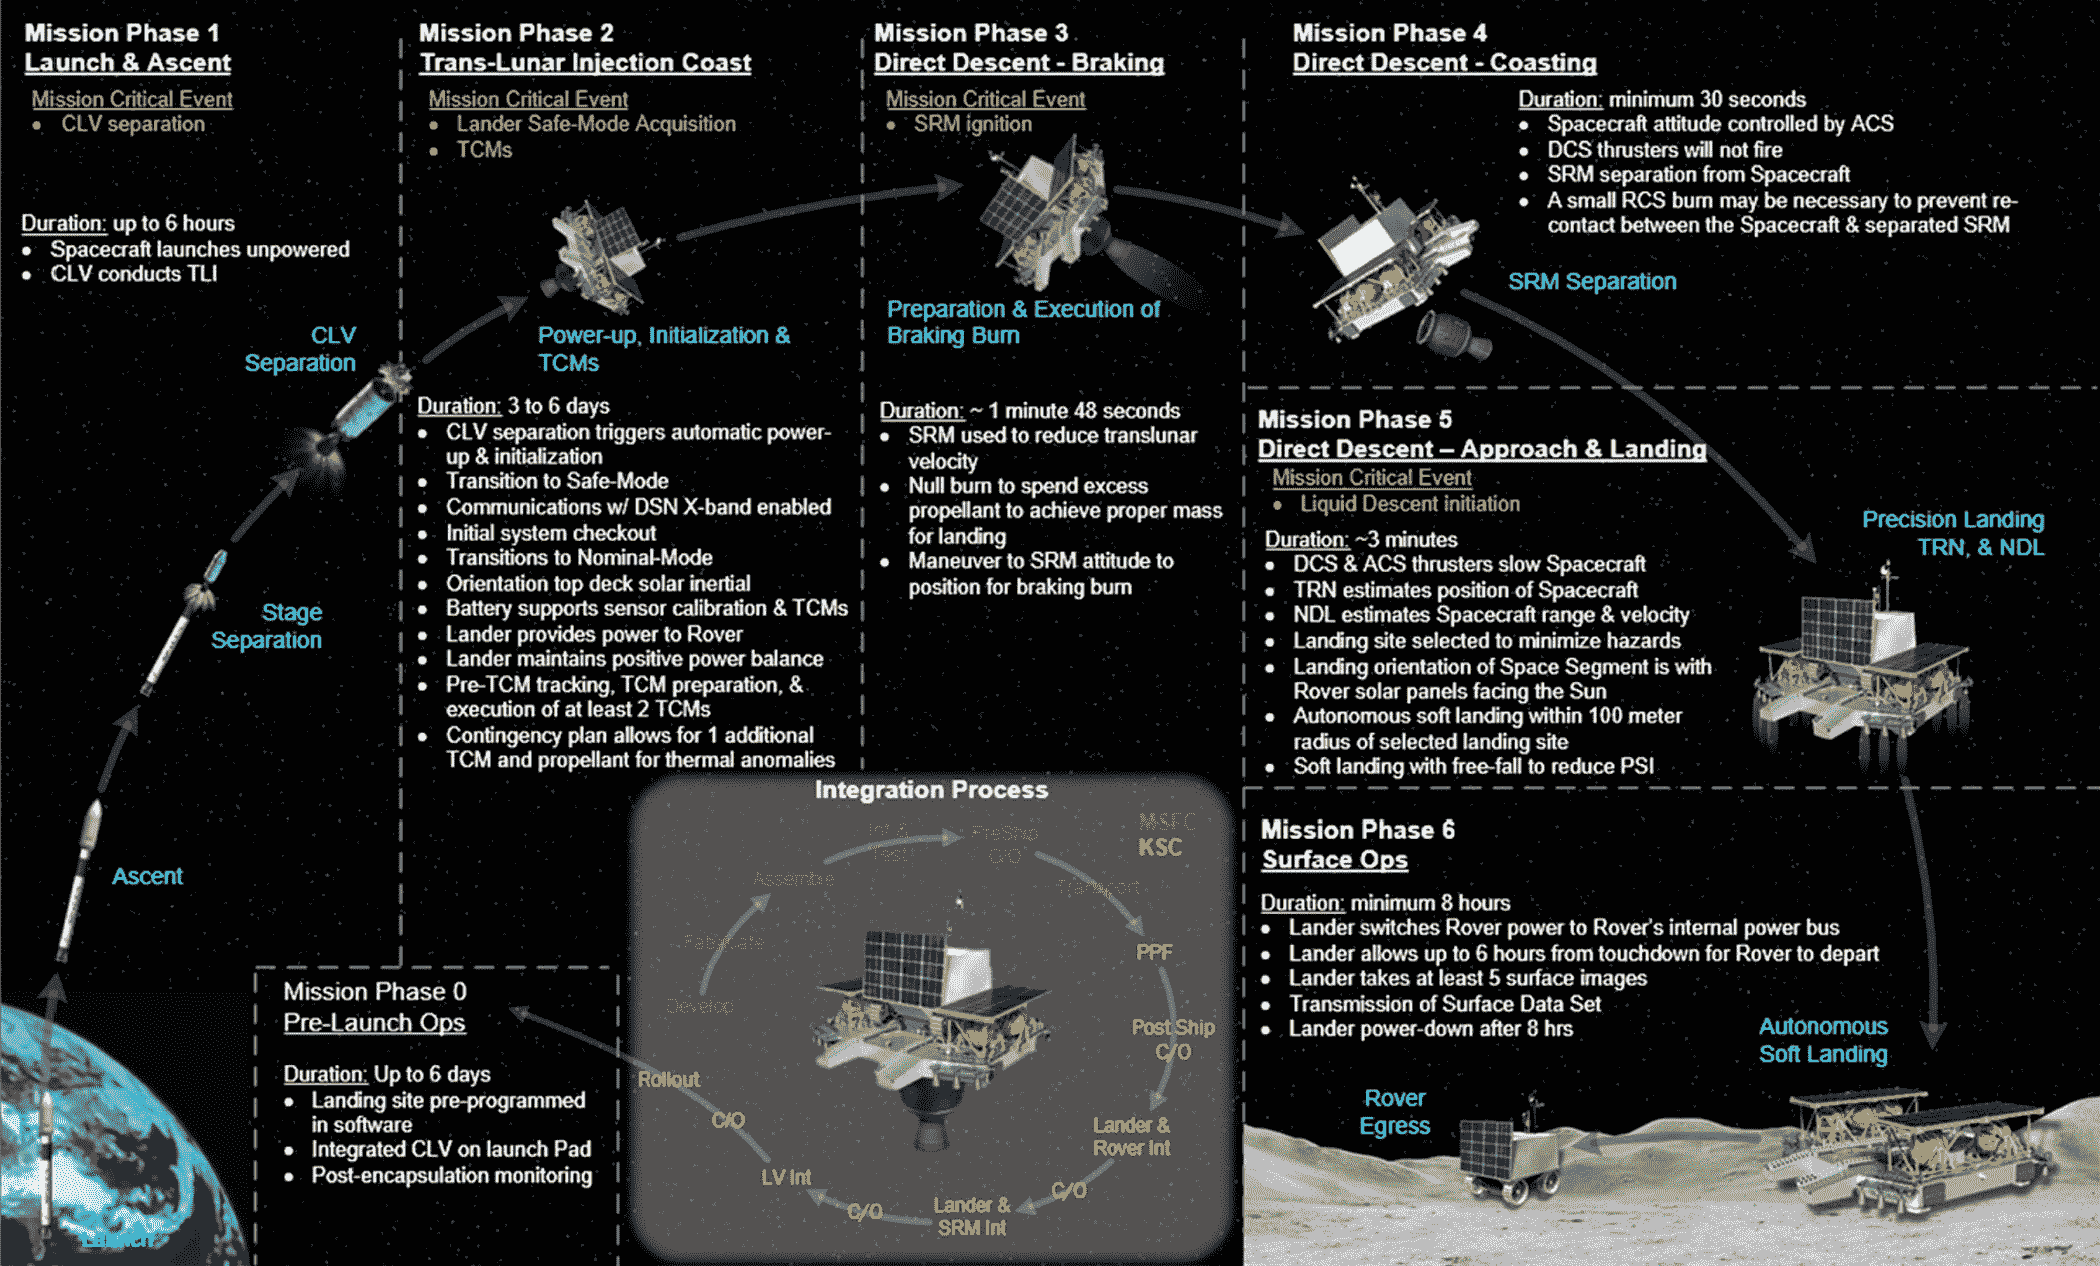 Mission Phase 1
Launch & Ascent
Mission Critical Event
• CLV separation
Duration: up to 6 hours
• Spacecraft launches unpowered
• CLV conducts TLI
CLV
Separation
Stage
Separation
Ascent
Launch
Mission Phase 2
Trans-Lunar Injection Coast
Mission Critical Event
• Lander Safe-Mode Acquisition
• TCMs
Power-up, Initialization &
TCMs
Duration: 3 to 6 days
• CLV separation triggers automatic power-
up & initialization
• Transition to Safe-Mode
• Communications w/ DSN X-band enabled
• Initial system checkout
• Transitions to Nominal-Mode
• Orientation top deck solar inertial
• Battery supports sensor calibration & TCMs
• Lander provides power to Rover
• Lander maintains positive power balance
• Pre-TCM tracking, TCM preparation, &
execution of at least 2 TCMs
• Contingency plan allows for 1 additional
TCM and propellant for thermal anomalies
Mission Phase 3
Direct Descent - Braking
Mission Critical Event
• SRM ignition
Preparation & Execution of
Braking Burn
Duration: ~ 1 minute 48 seconds
• SRM used to reduce translunar
velocity
• Null burn to spend excess
propellant to achieve proper mass
for landing
• Maneuver to SRM attitude to
position for braking burn
Mission Phase 4
Direct Descent - Coasting
Duration: minimum 30 seconds
• Spacecraft attitude controlled by ACS
• DCS thrusters will not fire
• SRM separation from Spacecraft
• A small RCS burn may be necessary to prevent re-
contact between the Spacecraft & separated SRM
SRM Separation
Mission Phase 5
Direct Descent – Approach & Landing
Mission Critical Event
• Liquid Descent initiation
Duration: ~3 minutes
• DCS & ACS thrusters slow Spacecraft
• TRN estimates position of Spacecraft
• NDL estimates Spacecraft range & velocity
• Landing site selected to minimize hazards
• Landing orientation of Space Segment is with
Rover solar panels facing the Sun
• Autonomous soft landing within 100 meter
radius of selected landing site
• Soft landing with free-fall to reduce PSI
Precision Landing
TRN, & NDL
Mission Phase 6
Surface Ops
Duration: minimum 8 hours
• Lander switches Rover power to Rover's internal power bus
• Lander allows up to 6 hours from touchdown for Rover to depart
• Lander takes at least 5 surface images
• Transmission of Surface Data Set
• Lander power-down after 8 hrs
Autonomous
Soft Landing
Rover
Egress
Mission Phase 0
Pre-Launch Ops
Duration: Up to 6 days
• Landing site pre-programmed
in software
• Integrated CLV on launch Pad
• Post-encapsulation monitoring
Integration Process
MSFC
KSC
Develop
Fabricate
Assemble
Int &
Test
PreShip
C/O
Transport
PPF
Post Ship
C/O
Lander &
Rover Int
C/O
Lander &
SRM Int
C/O
LV Int
C/O
Rollout